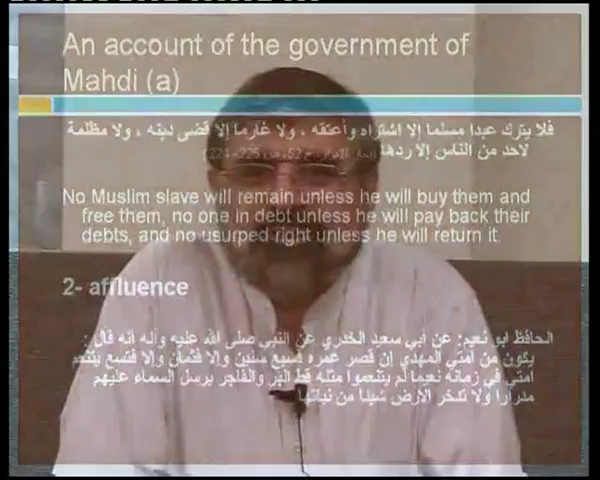 An account of the government of
Mahdi (a)
فلا يترك عبدا مسلما إلا اشتراه وأعتقه ، ولا غارما إلا قضى دينه ، ولا مظلمة
لأحد من الناس إلا ردها
No Muslim slave will remain unless he will buy them and
free them, no one in debt unless he will pay back their
debts, and no usurped right unless he will return it.
2- affluence
الحافظ ابو نعيم: عن أبي سعيد الخدري عن النبي صلى الله عليه وآله أنه قال :
يكون من أمتي المهدي إن قصر عمره فسبع سنين وإلا فثمان وإلا فتسع يتنعم
أمتي في زمانه نعيما لم يتنعموا مثله قط البر والفاجر يرسل السماء عليهم
مدرارا ولا تدخر الأرض شيئا من نباتها